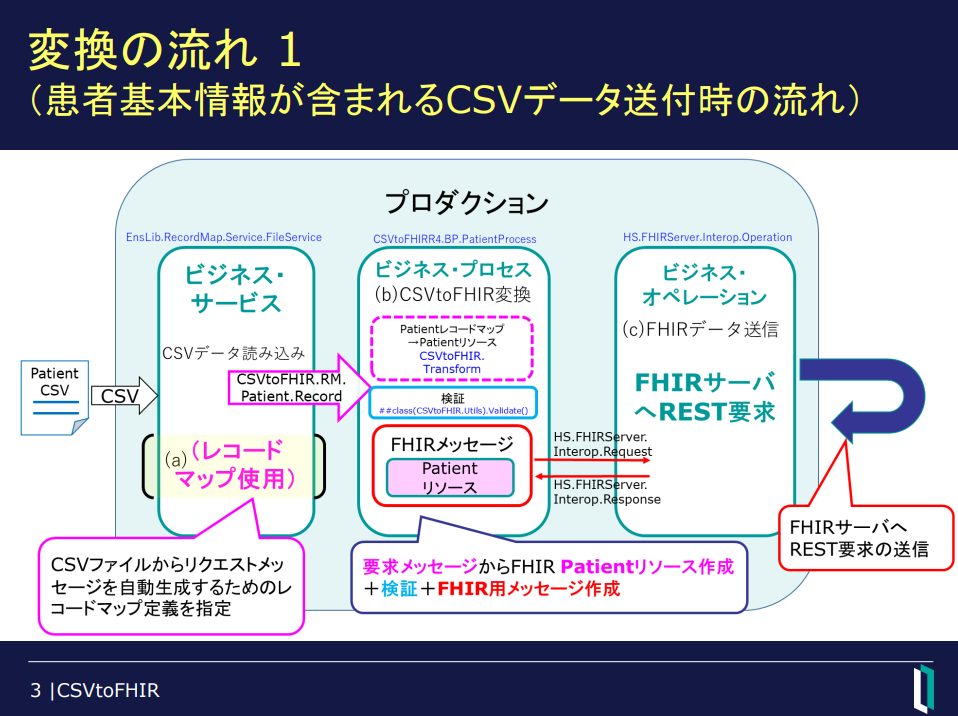 変換の流れ 1
（患者基本情報が含まれるCSVデータ送付時の流れ）
プロダクション
EnsLib.RecordMap.Service.FileService
ビジネス・
サービス
CSVデータ読み込み
Patient
CSV
CSV
(a)（レコード
マップ使用）
CSVファイルからリクエストメッ
セージを自動生成するためのレ
コードマップ定義を指定
CSVtoFHIR.RM.
Patient.Record
CSVtoFHIRR4.BP.PatientProcess
ビジネス・プロセス
(b)CSVtoFHIR変換
Patientレコードマップ
→Patientリソース
CSVtoFHIR.
Transform
検証
##class(CSVtoFHIR.Utils).Validate()
FHIRメッセージ
Patient
リソース
要求メッセージからFHIR Patientリソース作成
＋検証＋FHIR用メッセージ作成
HS.FHIRServer.
Interop.Request
HS.FHIRServer.
Interop.Response
HS.FHIRServer.Interop.Operation
ビジネス・
オペレーション
(c)FHIRデータ送信
FHIRサーバ
へREST要求
FHIRサーバへ
REST要求の送信
3 |CSVtoFHIR